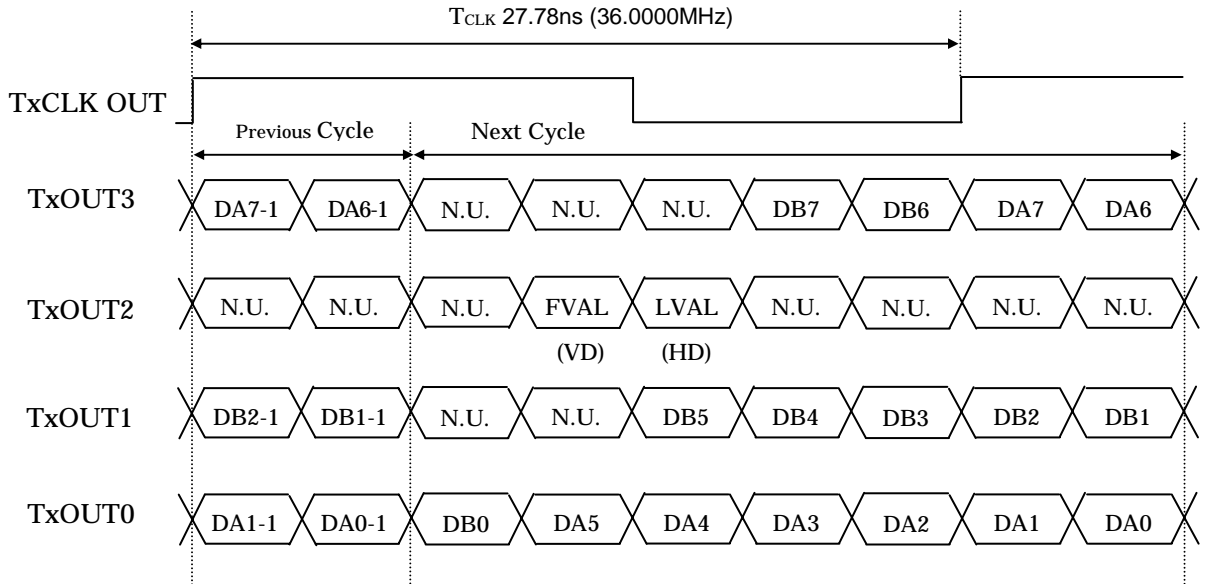 TCLK 27.78ns (36.0000MHz)
TxCLK OUT
Previous Cycle Next Cycle
TxOUT3 DA7-1 DA6-1 N.U. N.U. N.U. DB7 DB6 DA7 DA6
TxOUT2 N.U. N.U. N.U. FVAL LVAL N.U. N.U. N.U. N.U.
(VD) (HD)
TxOUT1 DB2-1 DB1-1 N.U. N.U. DB5 DB4 DB3 DB2 DB1
TxOUT0 DA1-1 DA0-1 DB0 DA5 DA4 DA3 DA2 DA1 DA0